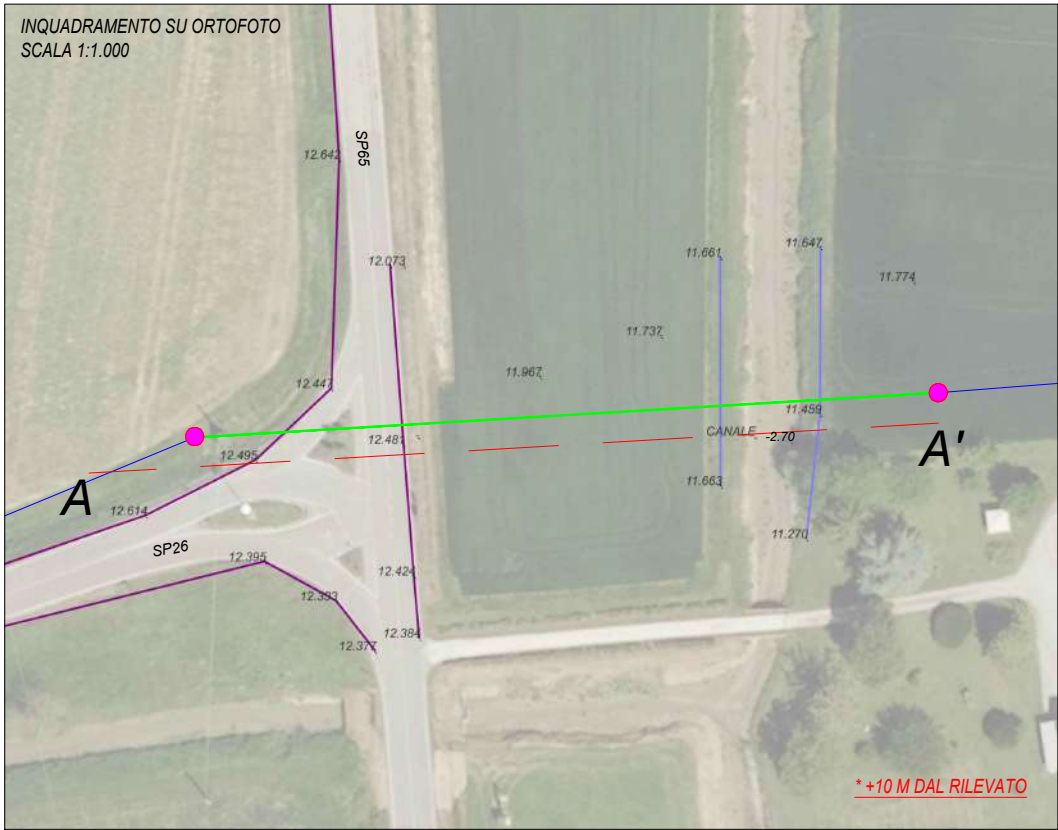 INQUADRAMENTO SU ORTOFOTO
SCALA 1:1.000
SP65
12.642
12.073
11.661
11.647
11.774
11.737
11.967
12.447
11.459
CANALE
-2.70
12.481
12.495
A
A'
11.663
12.614
11.270
SP26
12.395
12.424
12.393
12.384
12.377
* +10 M DAL RILEVATO